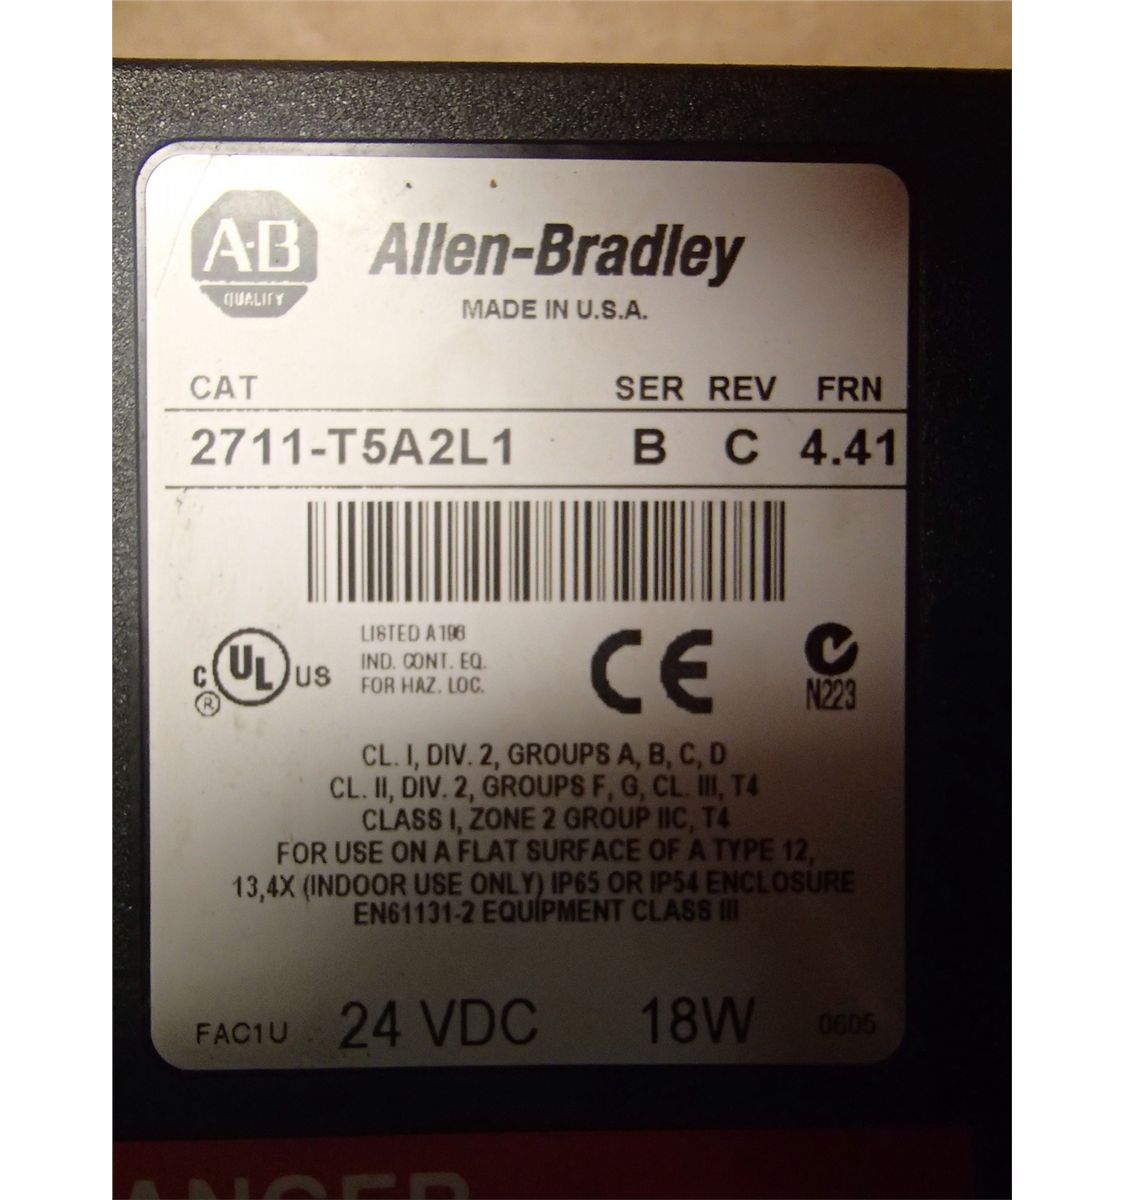 A·B
QUALITY
Allen-Bradley
MADE IN U.S.A.
CAT SER REV FRN
2711-T5A2L1 B C 4.41
C UL US
®
LISTED A196
IND. CONT. EQ.
FOR HAZ. LOC.
CE
N223
CL. I, DIV. 2, GROUPS A, B, C, D
CL. II, DIV. 2, GROUPS F, G, CL. III, T4
CLASS I, ZONE 2 GROUP IIC, T4
FOR USE ON A FLAT SURFACE OF A TYPE 12,
13,4X (INDOOR USE ONLY) IP65 OR IP54 ENCLOSURE
EN61131-2 EQUIPMENT CLASS III
FAC1U 24 VDC 18W 0605
ANGER